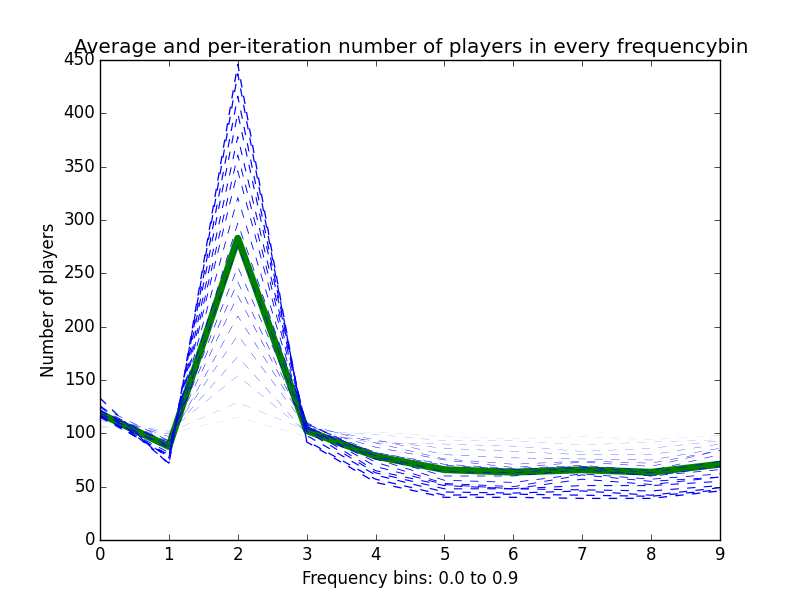 Average and per-iteration number of players in every frequencybin
450
400
350
300
250
200
150
100
50
0
Number of players
0 1 2 3 4 5 6 7 8 9
Frequency bins: 0.0 to 0.9